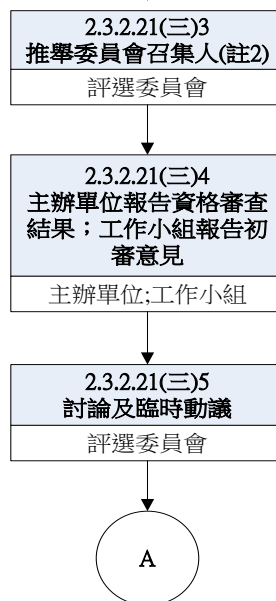 2.3.2.21(三)3
推舉委員會召集人(註2)
評選委員會
2.3.2.21(三)4
主辦單位報告資格審查
結果；工作小組報告初
審意見
主辦單位;工作小組
2.3.2.21(三)5
討論及臨時動議
評選委員會
A